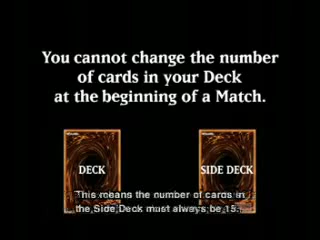 You cannot change the number
of cards in your Deck
at the beginning of a Match.
DECK
SIDE DECK
This means the number of cards in
the Side Deck must always be 15.